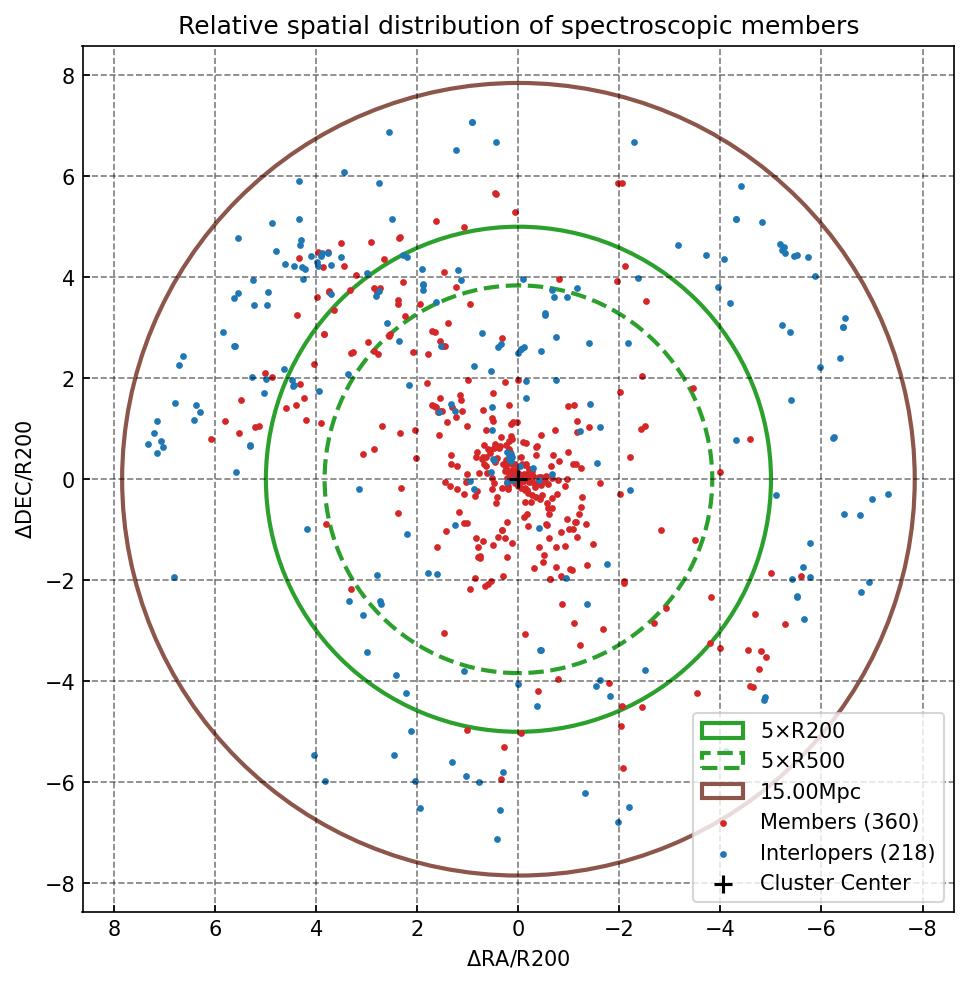 Relative spatial distribution of spectroscopic members
8
6
4
2
0
−2
−4
−6
−8
ΔDEC/R200
8 6 4 2 0 −2 −4 −6 −8
ΔRA/R200
5×R200
5×R500
15.00Mpc
Members (360)
Interlopers (218)
Cluster Center